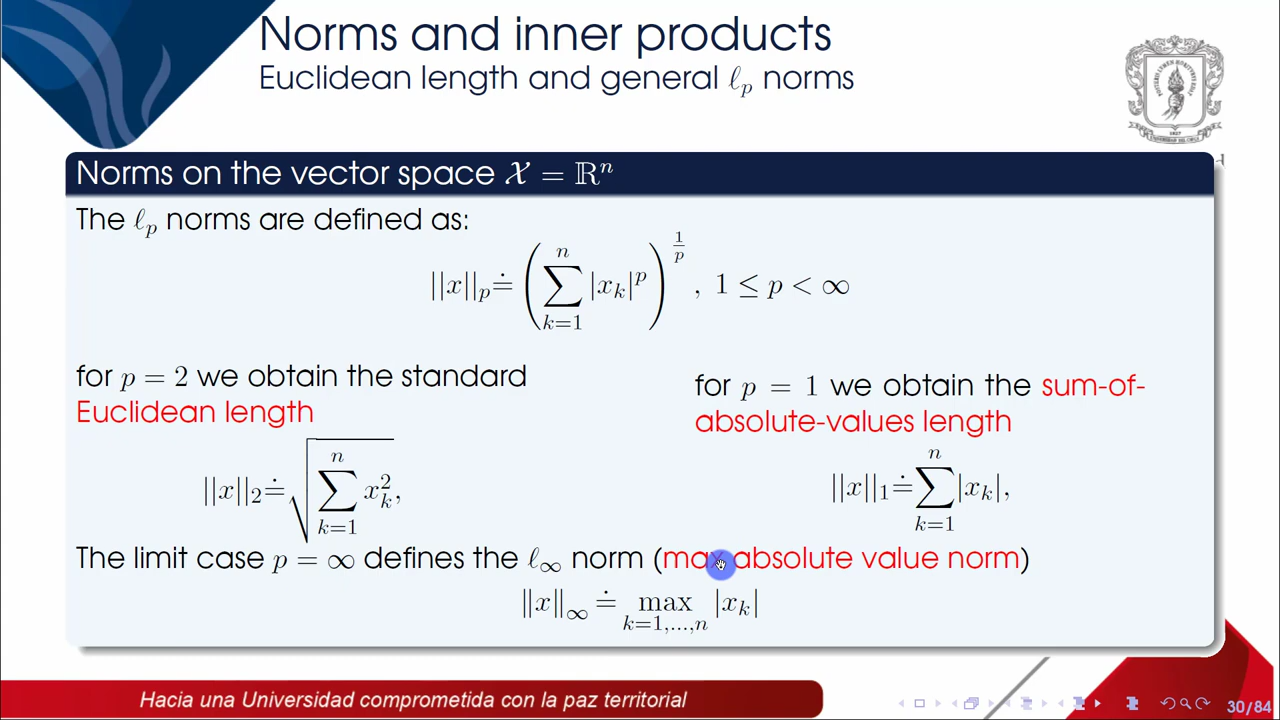 Norms and inner products
Euclidean length and general ℓ_p norms
Norms on the vector space 𝒳 = ℝ^n
The ℓ_p norms are defined as:
||x||_p ≐ ( ∑_{k=1}^{n} |x_k|^p )^{1/p} , 1 ≤ p < ∞
for p = 2 we obtain the standard
Euclidean length
||x||_2 ≐ √( ∑_{k=1}^{n} x_k^2 ),
for p = 1 we obtain the sum-of-
absolute-values length
||x||_1 ≐ ∑_{k=1}^{n} |x_k|,
The limit case p = ∞ defines the ℓ_∞ norm (max absolute value norm)
‖x‖_∞ ≐ max_{k=1,...,n} |x_k|
Hacia una Universidad comprometida con la paz territorial
30/84